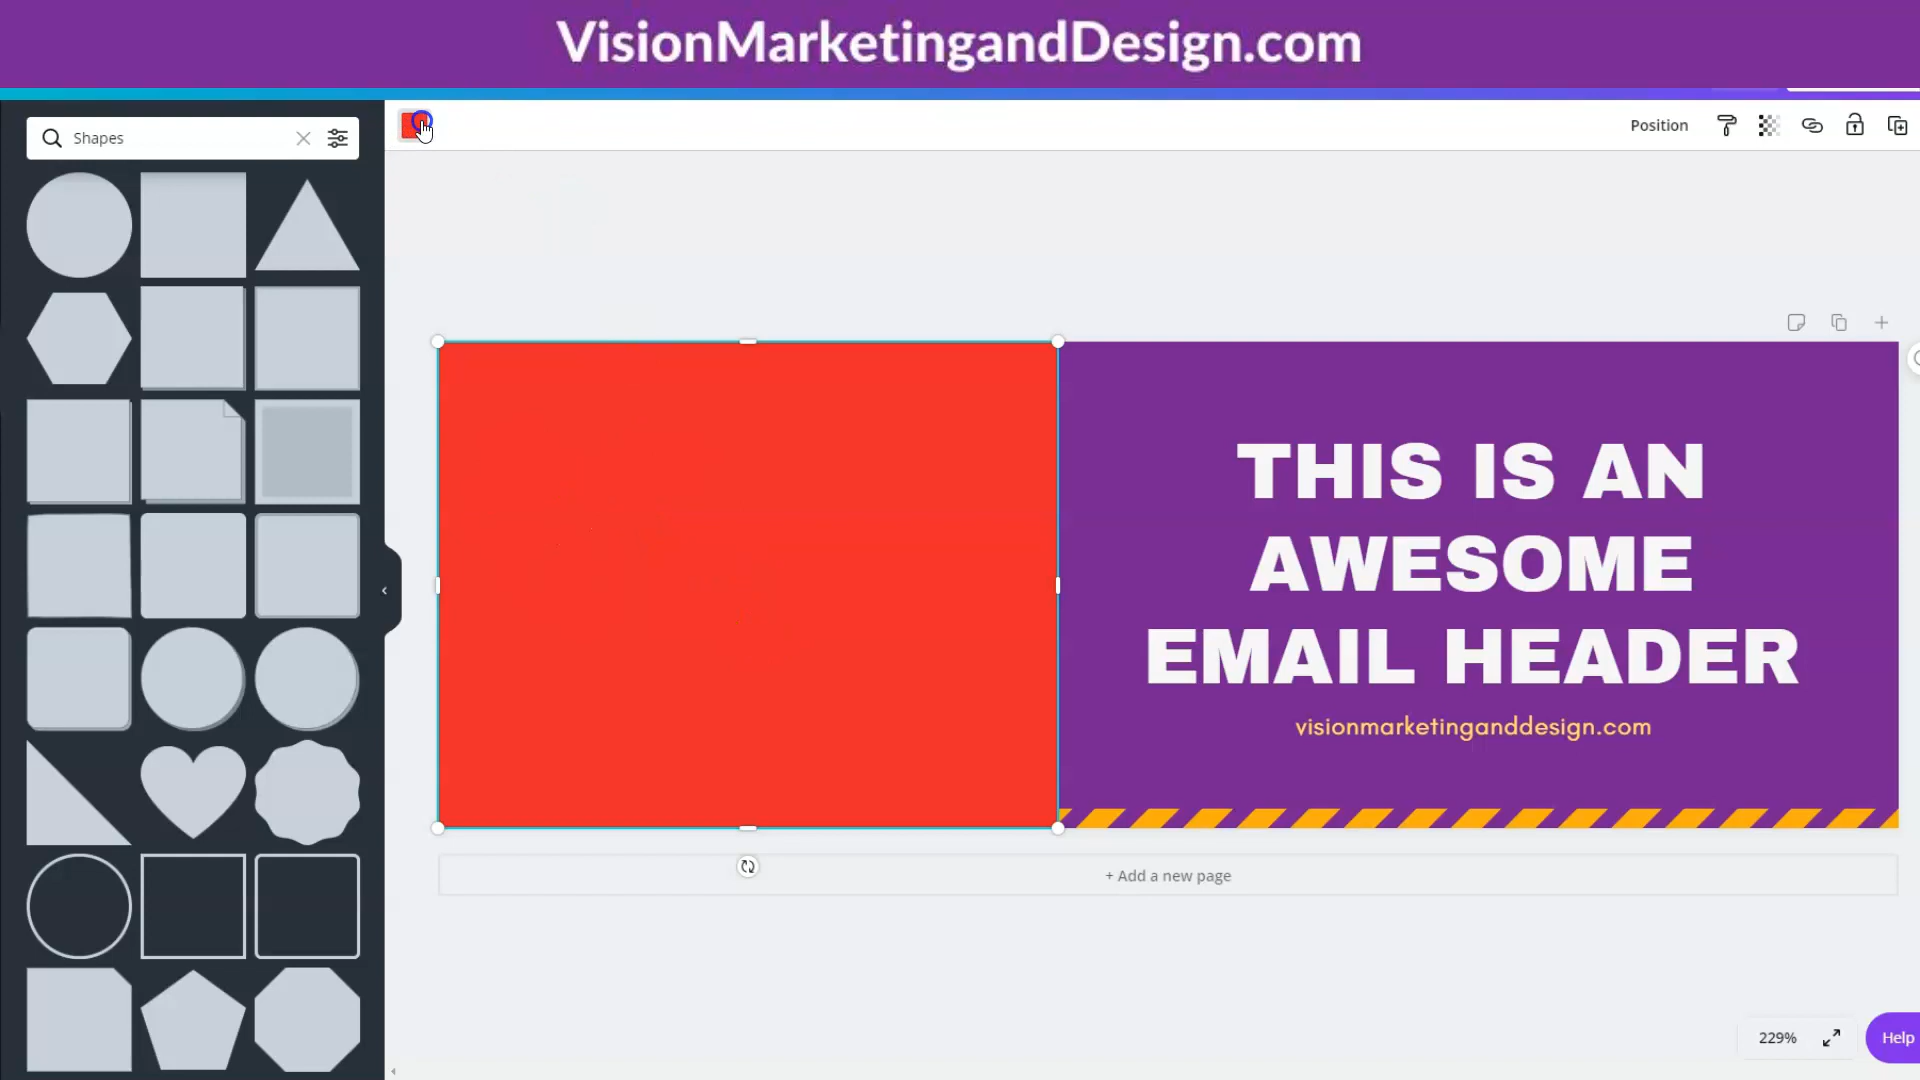 VisionMarketingandDesign.com
Shapes
Position
THIS IS AN
AWESOME
EMAIL HEADER
visionmarketinganddesign.com
+ Add a new page
229%
Help